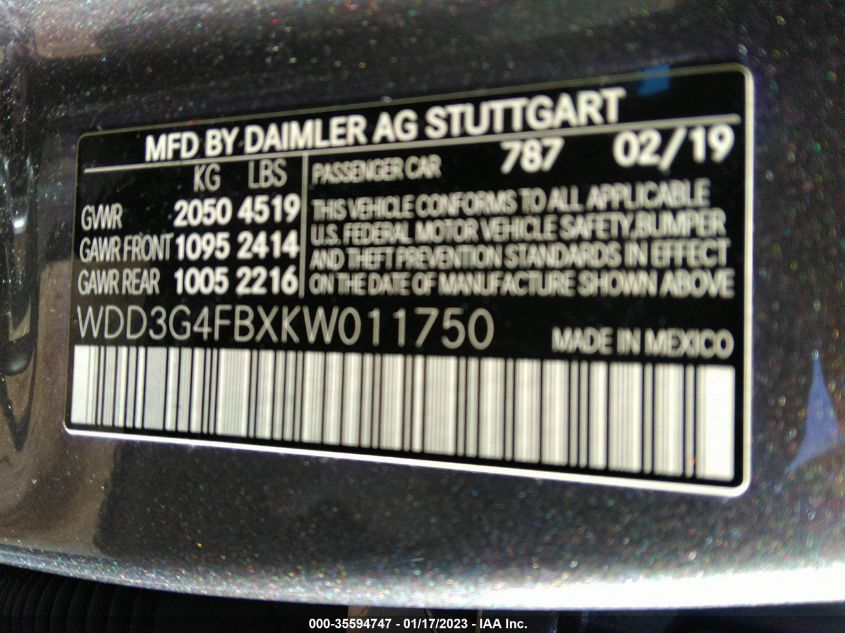 MFD BY DAIMLER AG STUTTGART
KG LBS
GVWR 2050 4519
GAWR FRONT 1095 2414
GAWR REAR 1005 2216
PASSENGER CAR 787 02/19
THIS VEHICLE CONFORMS TO ALL APPLICABLE
U.S. FEDERAL MOTOR VEHICLE SAFETY, BUMPER
AND THEFT PREVENTION STANDARDS IN EFFECT
ON THE DATE OF MANUFACTURE SHOWN ABOVE
WDD3G4FBXKW011750
MADE IN MEXICO
000-35594747 - 01/17/2023 - IAA Inc.